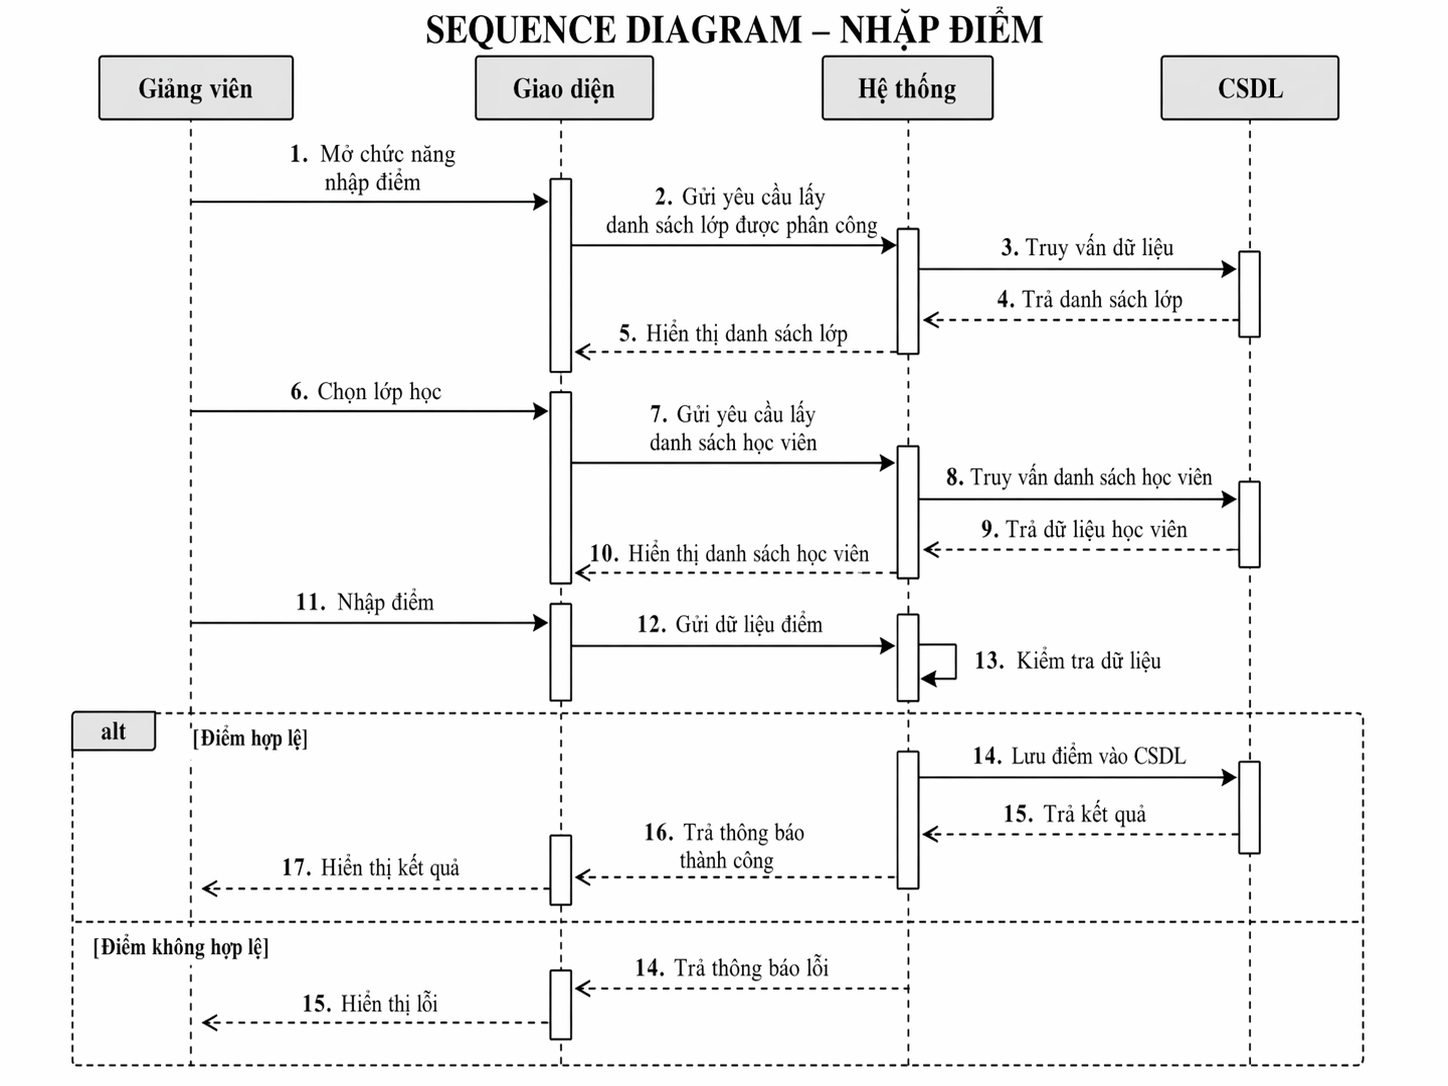 SEQUENCE DIAGRAM – NHẬP ĐIỂM
Giảng viên
Giao diện
Hệ thống
CSDL
1. Mở chức năng
nhập điểm
2. Gửi yêu cầu lấy
danh sách lớp được phân công
3. Truy vấn dữ liệu
4. Trả danh sách lớp
5. Hiển thị danh sách lớp
6. Chọn lớp học
7. Gửi yêu cầu lấy
danh sách học viên
8. Truy vấn danh sách học viên
9. Trả dữ liệu học viên
10. Hiển thị danh sách học viên
11. Nhập điểm
12. Gửi dữ liệu điểm
13. Kiểm tra dữ liệu
alt
[Điểm hợp lệ]
14. Lưu điểm vào CSDL
15. Trả kết quả
16. Trả thông báo
thành công
17. Hiển thị kết quả
[Điểm không hợp lệ]
14. Trả thông báo lỗi
15. Hiển thị lỗi